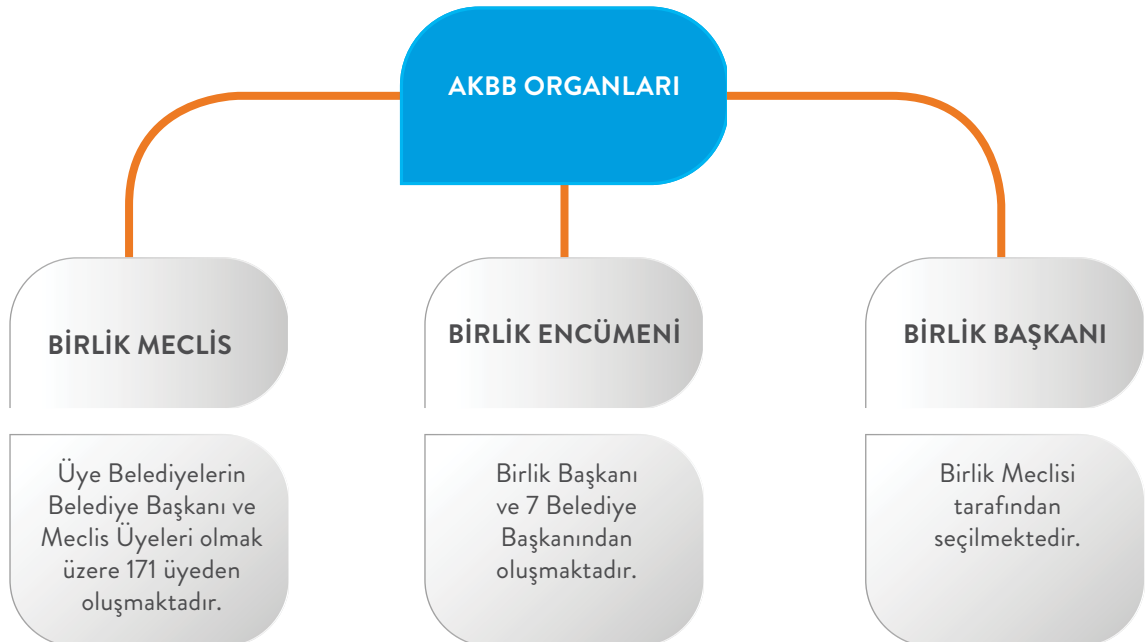 AKBB ORGANLARI
BİRLİK MECLİS
Üye Belediyelerin
Belediye Başkanı ve
Meclis Üyeleri olmak
üzere 171 üyeden
oluşmaktadır.
BİRLİK ENCÜMENİ
Birlik Başkanı
ve 7 Belediye
Başkanından
oluşmaktadır.
BİRLİK BAŞKANI
Birlik Meclisi
tarafından
seçilmektedir.